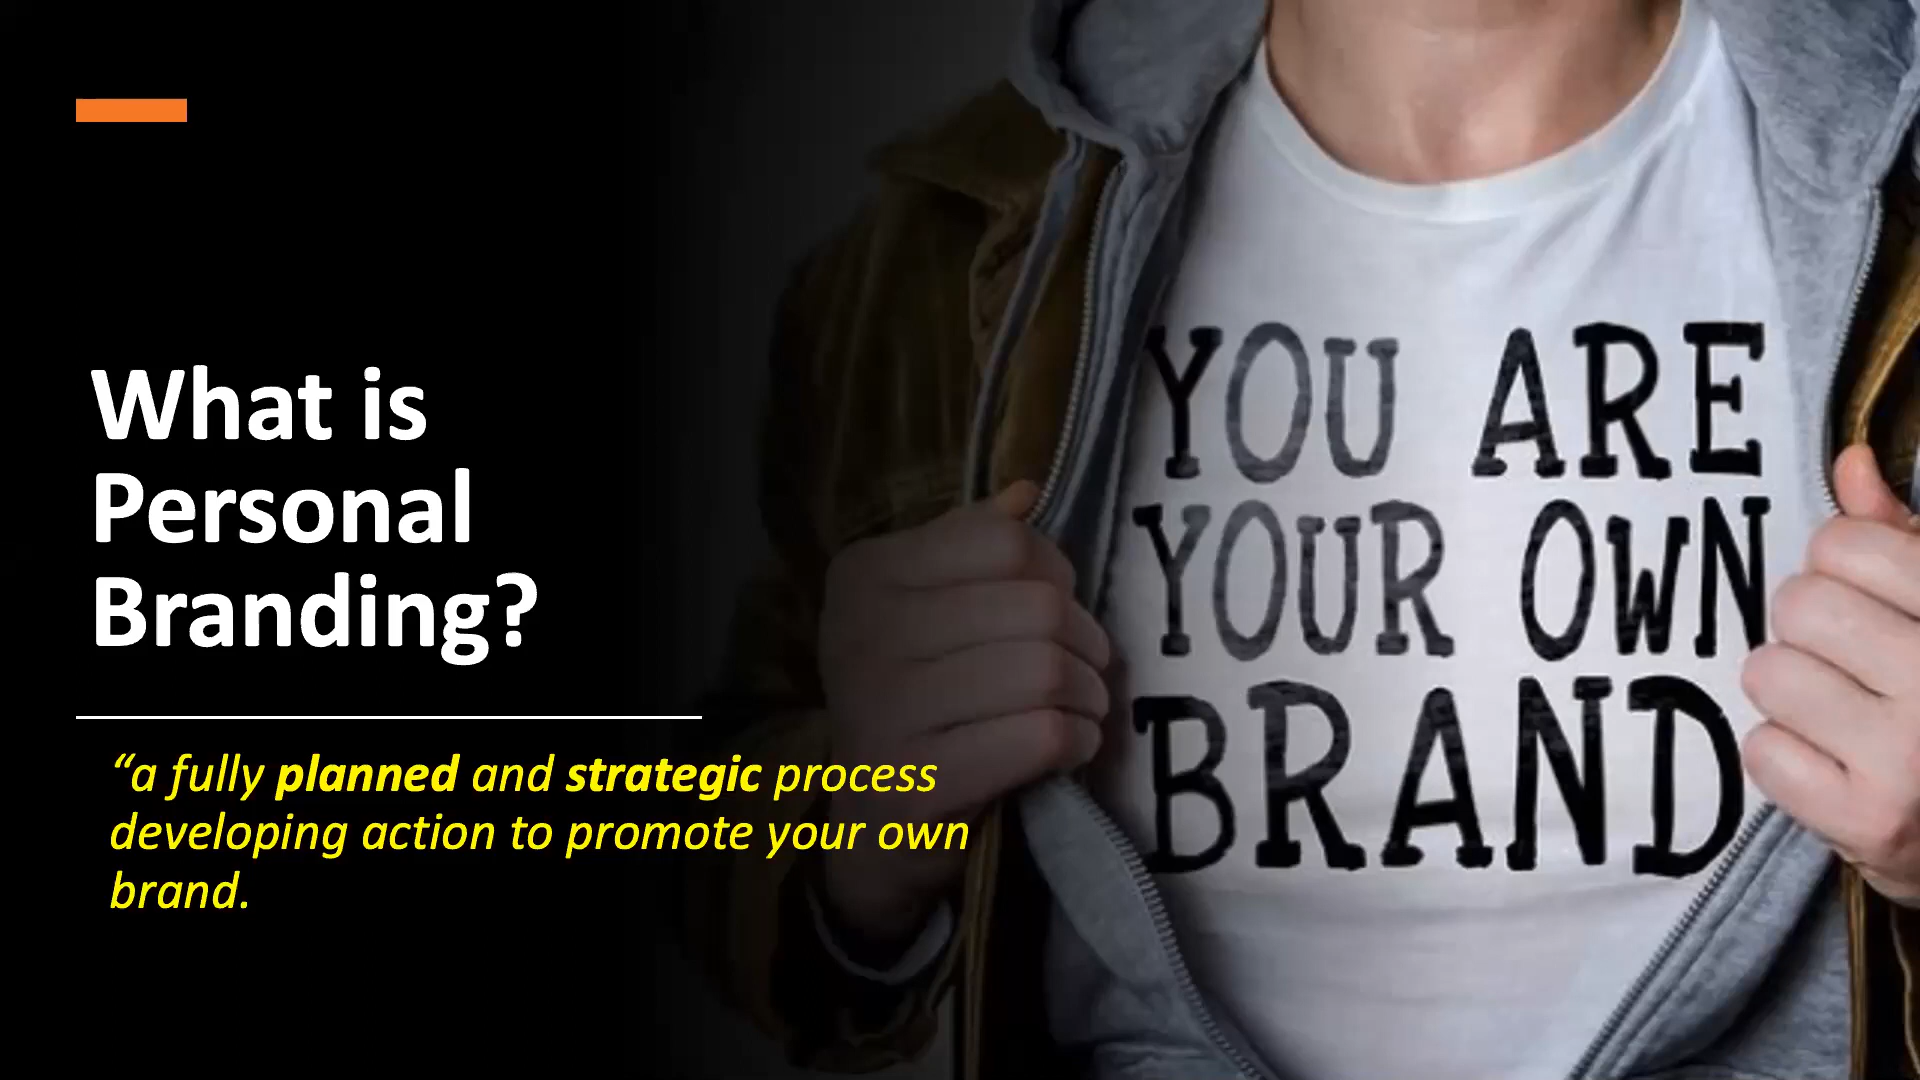 What is
Personal
Branding?
“a fully planned and strategic process
developing action to promote your own
brand.
YOU ARE
YOUR OWN
BRAND